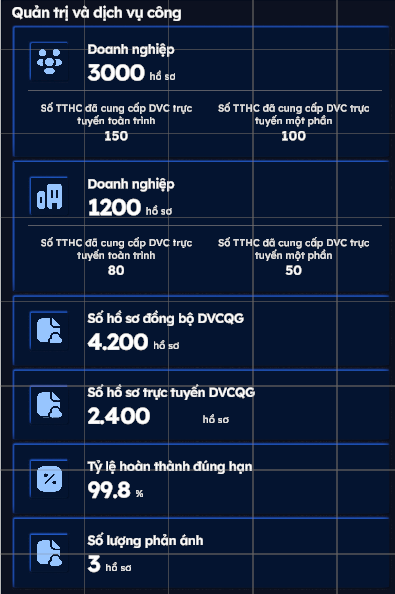 Quản trị và dịch vụ công
Doanh nghiệp
3000 hồ sơ
Số TTHC đã cung cấp DVC trực
tuyến toàn trình
150
Số TTHC đã cung cấp DVC trực
tuyến một phần
100
Doanh nghiệp
1200 hồ sơ
Số TTHC đã cung cấp DVC trực
tuyến toàn trình
80
Số TTHC đã cung cấp DVC trực
tuyến một phần
50
Số hồ sơ đồng bộ DVCQG
4.200 hồ sơ
Số hồ sơ trực tuyến DVCQG
2.400 hồ sơ
Tỷ lệ hoàn thành đúng hạn
99.8 %
Số lượng phản ánh
3 hồ sơ